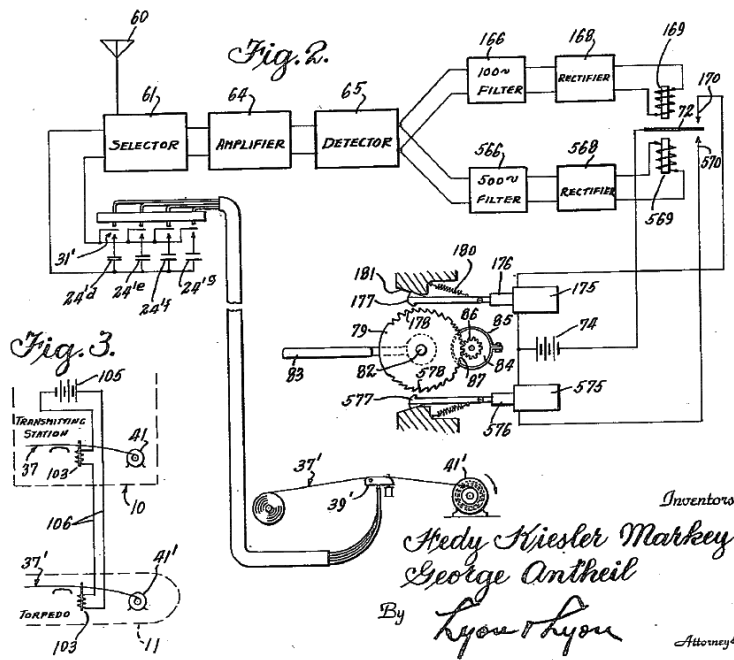 60
Fig. 2.
61
64
65
166
168
169
170
SELECTOR
AMPLIFIER
DETECTOR
100~
FILTER
RECTIFIER
72
570
566
568
500~
FILTER
RECTIFIER
569
31'
24'd
24'e
24'f
24'g
181
180
176
177
175
79
178
86
85
74
83
82
578
87
84
577
576
575
Fig. 3.
105
TRANSMITTING
STATION
41
37
103
10
106
37'
39'
41'
37'
41'
TORPEDO
103
11
Inventors
Hedy Kiesler Markey
George Antheil
By
Lyon & Lyon
Attorneys